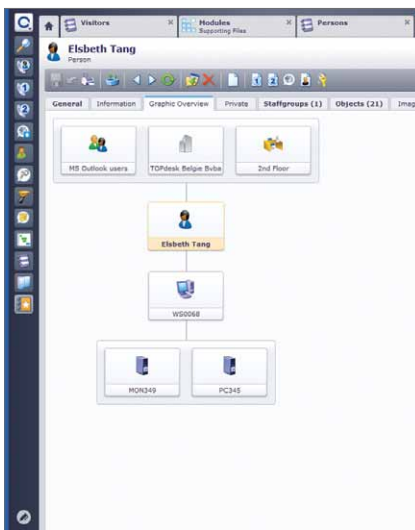 Visitors
Modules
Supporting Files
Persons
Elsbeth Tang
Person
General Information Graphic Overview Private Staffgroups (1) Objects (21) Imag
MS Outlook users TOPdesk Belgie Bvba 2nd Floor
Elsbeth Tang
WS0068
MON349 PC345